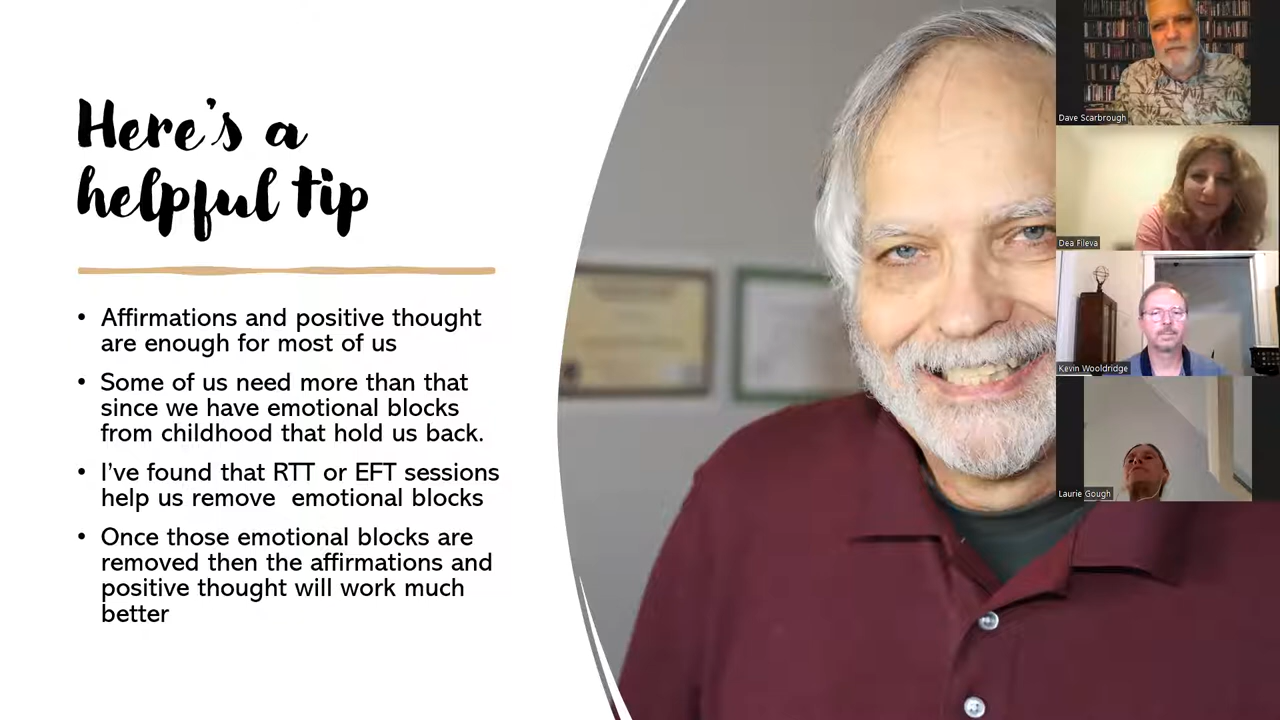 Here's a
helpful tip
• Affirmations and positive thought
are enough for most of us
• Some of us need more than that
since we have emotional blocks
from childhood that hold us back.
• I've found that RTT or EFT sessions
help us remove  emotional blocks
• Once those emotional blocks are
removed then the affirmations and
positive thought will work much
better
Dave Scarbrough
Dea Fileva
Kevin Wooldridge
Laurie Gough